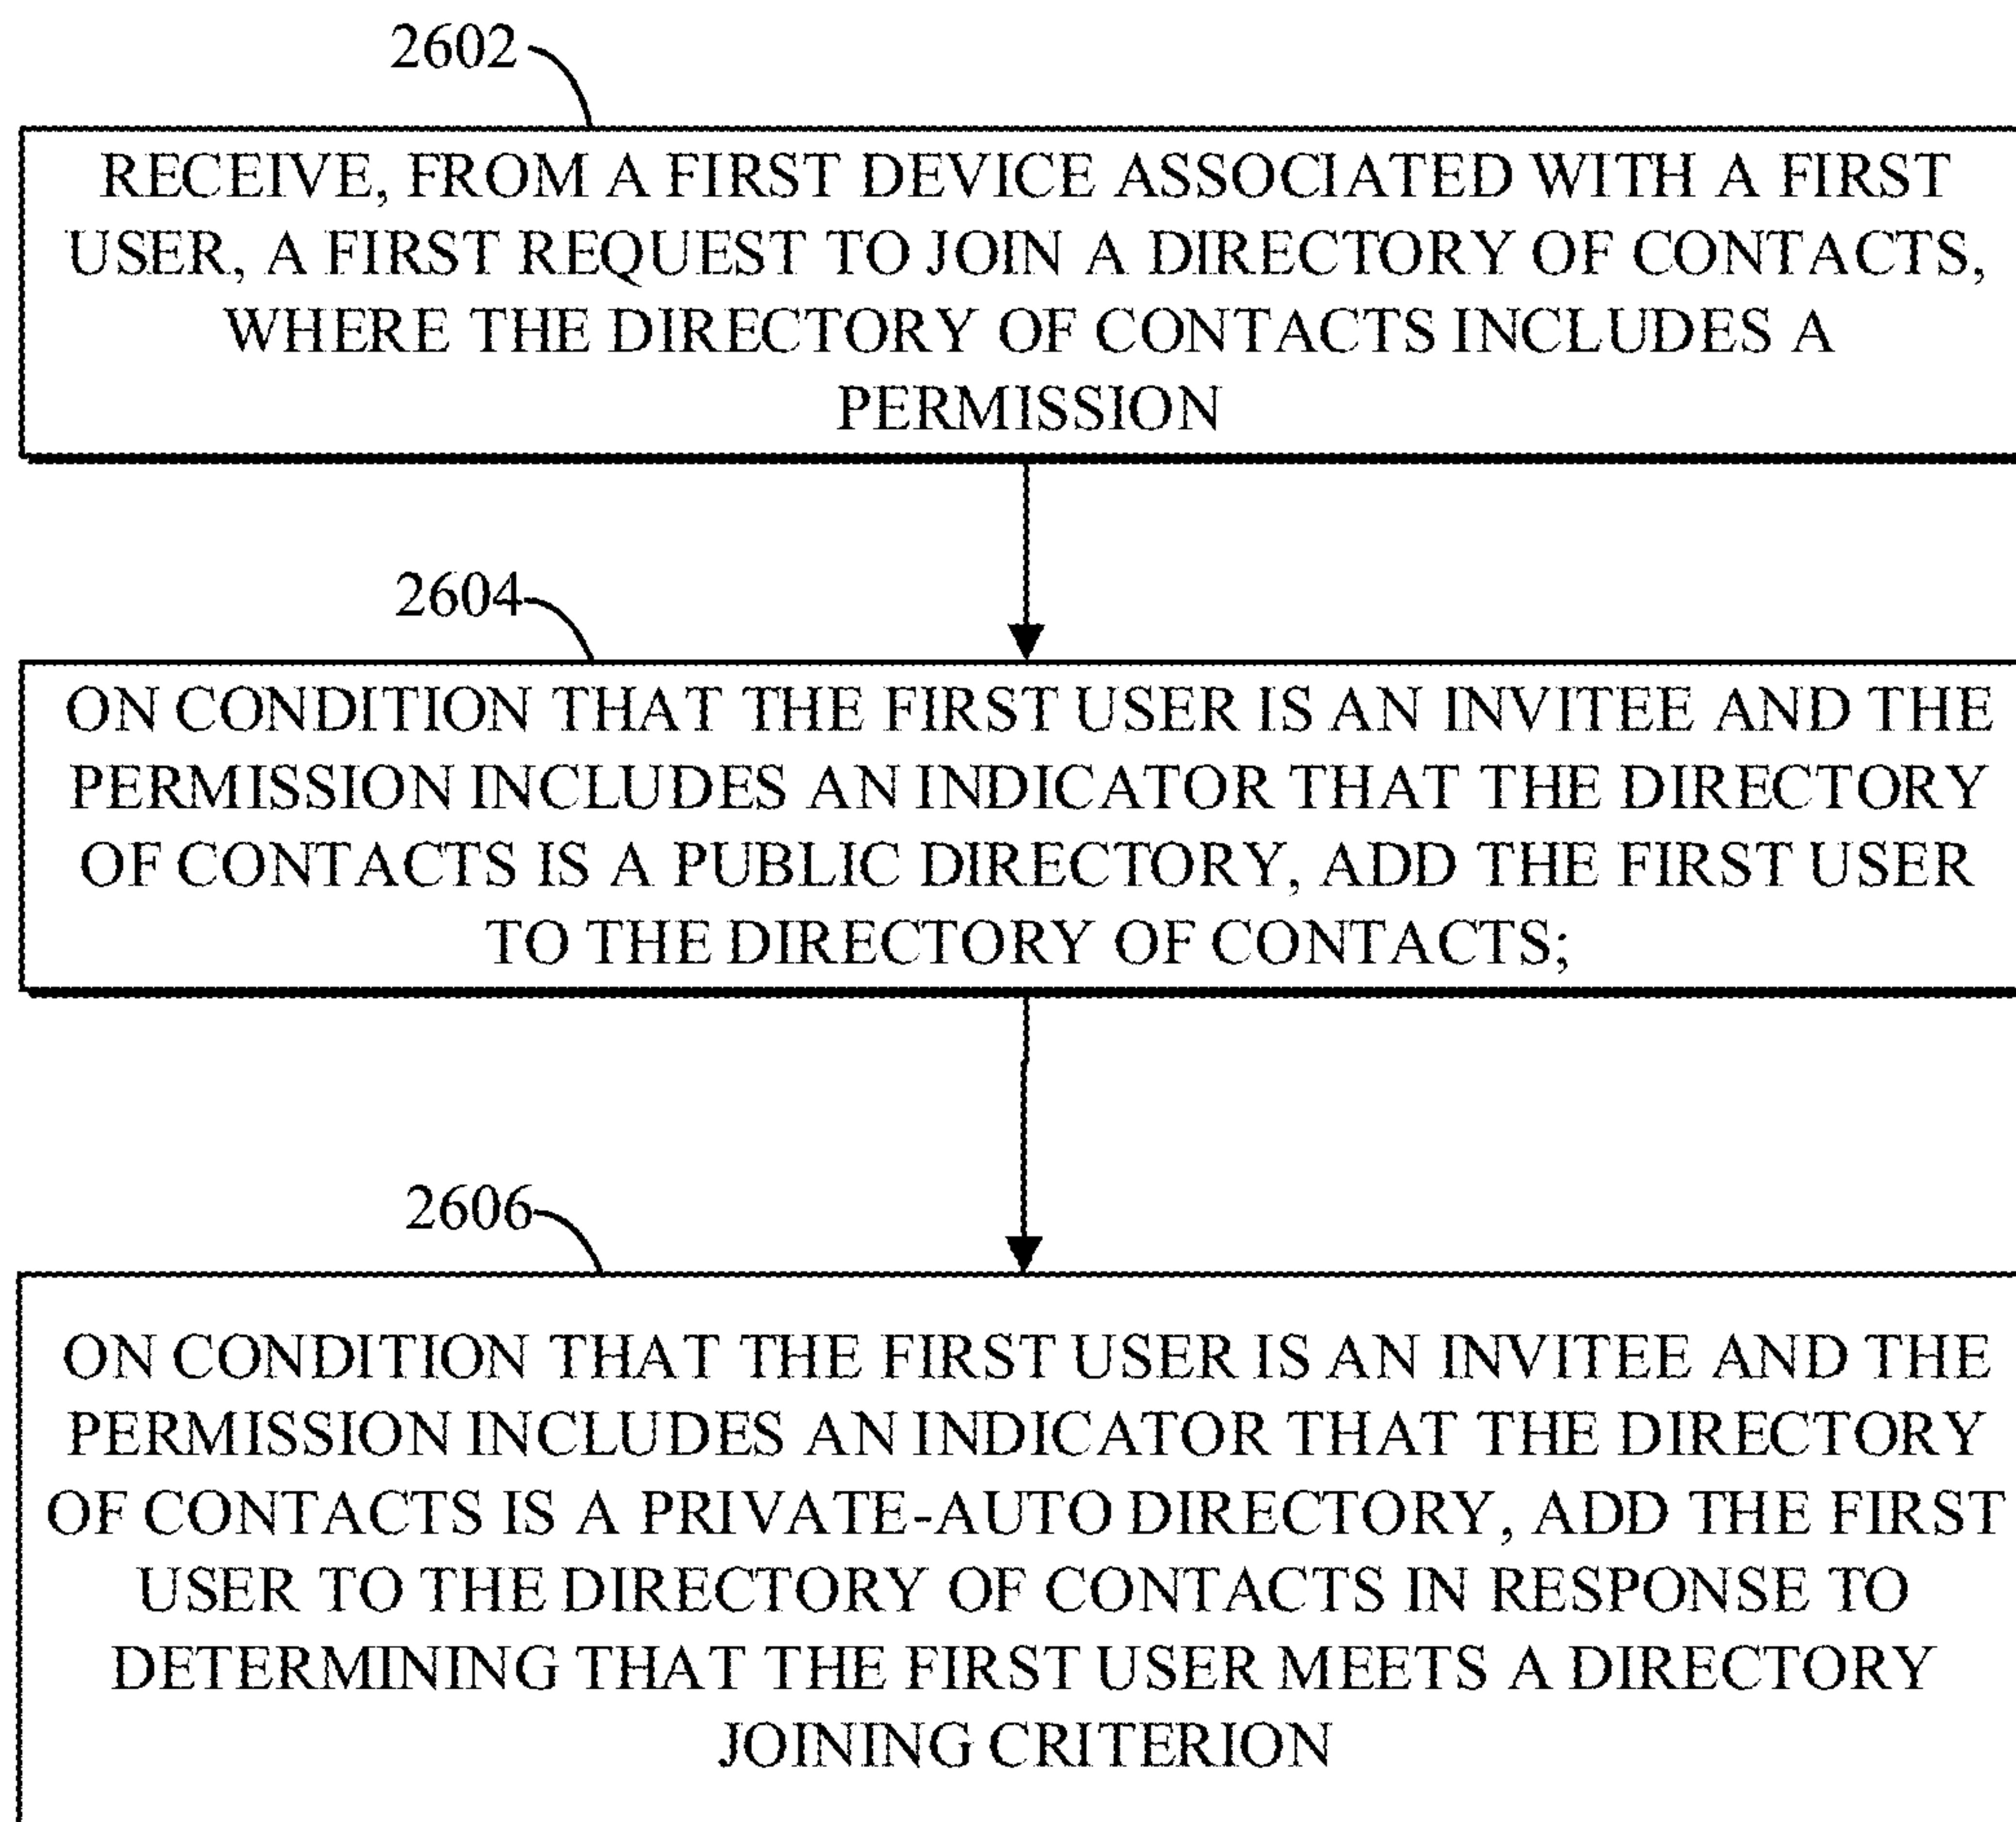 2602
RECEIVE, FROM A FIRST DEVICE ASSOCIATED WITH A FIRST
USER, A FIRST REQUEST TO JOIN A DIRECTORY OF CONTACTS,
WHERE THE DIRECTORY OF CONTACTS INCLUDES A
PERMISSION
2604
ON CONDITION THAT THE FIRST USER IS AN INVITEE AND THE
PERMISSION INCLUDES AN INDICATOR THAT THE DIRECTORY
OF CONTACTS IS A PUBLIC DIRECTORY, ADD THE FIRST USER
TO THE DIRECTORY OF CONTACTS;
2606
ON CONDITION THAT THE FIRST USER IS AN INVITEE AND THE
PERMISSION INCLUDES AN INDICATOR THAT THE DIRECTORY
OF CONTACTS IS A PRIVATE-AUTO DIRECTORY, ADD THE FIRST
USER TO THE DIRECTORY OF CONTACTS IN RESPONSE TO
DETERMINING THAT THE FIRST USER MEETS A DIRECTORY
JOINING CRITERION